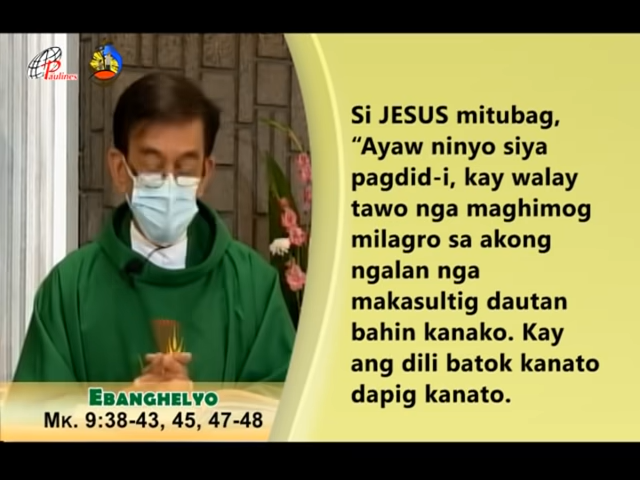 Paulines
Si JESUS mitubag,
“Ayaw ninyo siya
pagdid-i, kay walay
tawo nga maghimog
milagro sa akong
ngalan nga
makasultig dautan
bahin kanako. Kay
ang dili batok kanato
dapig kanato.
EBANGHELYO
MK. 9:38-43, 45, 47-48